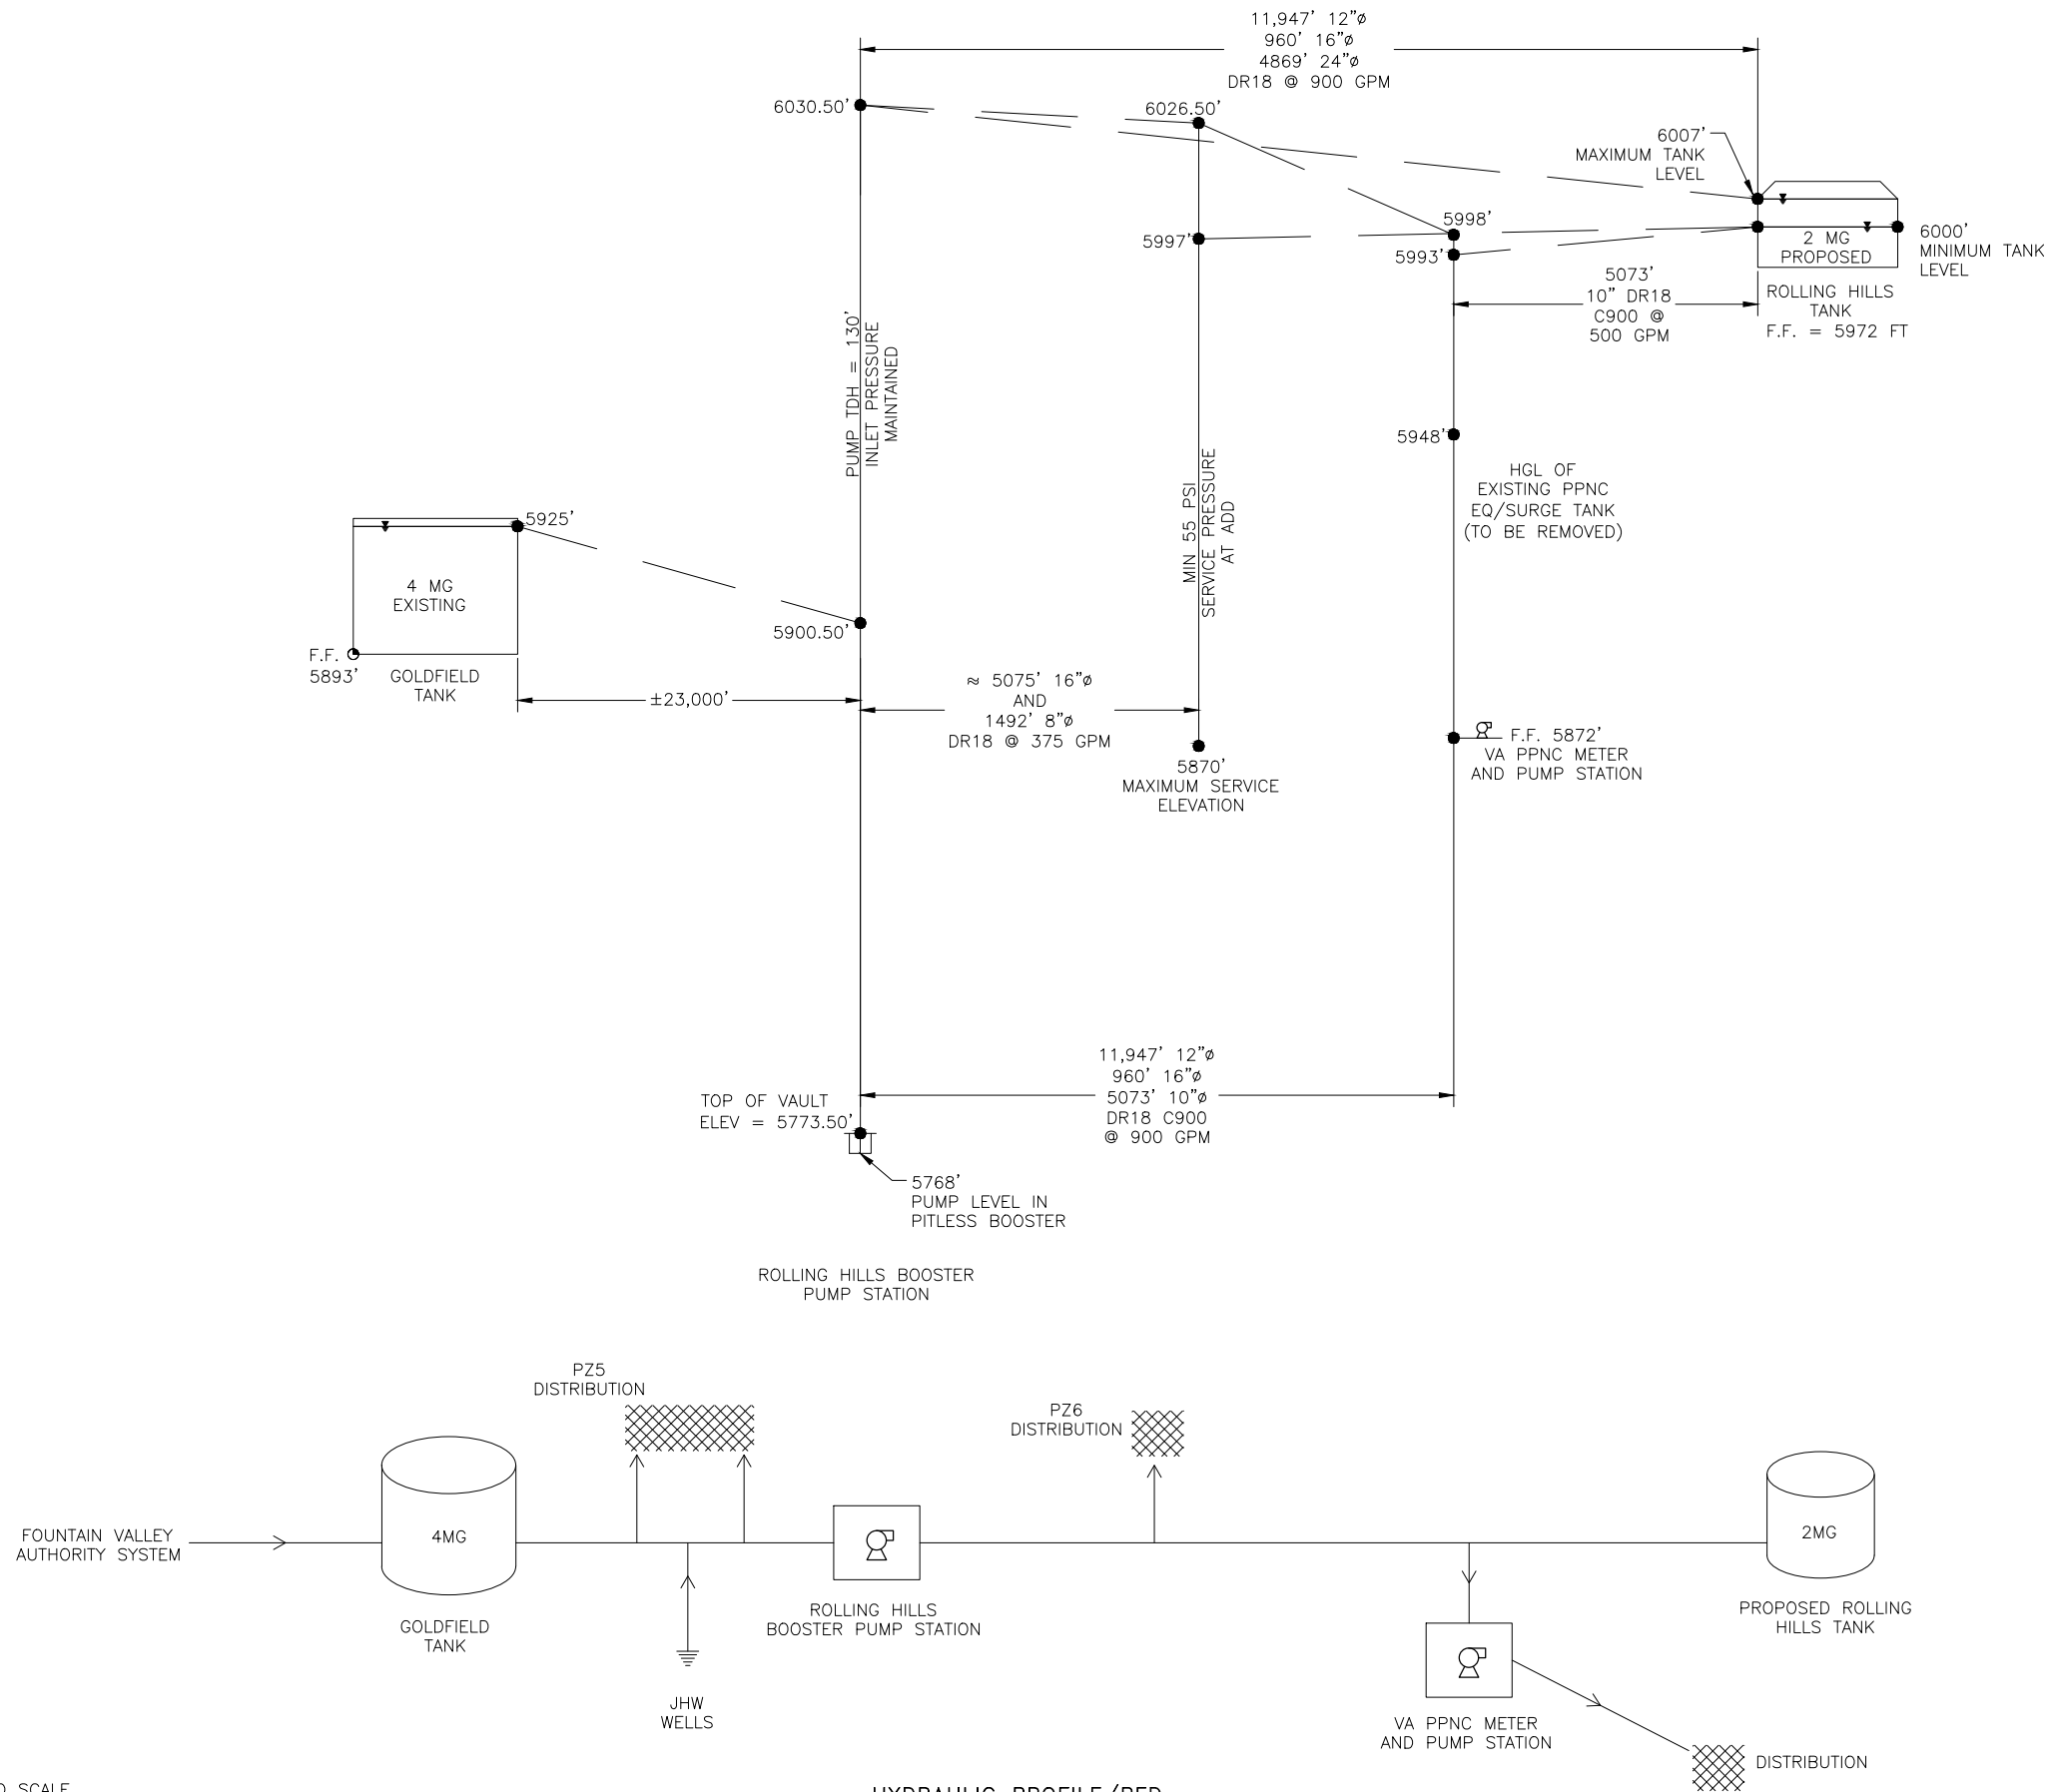 11,947' 12"ø
960' 16"ø
4869' 24"ø
DR18 @ 900 GPM
6030.50'
6026.50'
6007'
MAXIMUM TANK
LEVEL
5998'
5997'
5993'
2 MG
PROPOSED
6000'
MINIMUM TANK
LEVEL
5073'
10" DR18
C900 @
500 GPM
ROLLING HILLS
TANK
F.F. = 5972 FT
PUMP TDH = 130'
INLET PRESSURE
MAINTAINED
5948'
HGL OF
EXISTING PPNC
EQ/SURGE TANK
(TO BE REMOVED)
MIN 55 PSI
SERVICE PRESSURE
AT ADD
5925'
4 MG
EXISTING
5900.50'
F.F.
5893'
GOLDFIELD
TANK
±23,000'
≈ 5075' 16"ø
AND
1492' 8"ø
DR18 @ 375 GPM
5870'
MAXIMUM SERVICE
ELEVATION
F.F. 5872'
VA PPNC METER
AND PUMP STATION
11,947' 12"ø
960' 16"ø
5073' 10"ø
DR18 C900
@ 900 GPM
TOP OF VAULT
ELEV = 5773.50'
5768'
PUMP LEVEL IN
PITLESS BOOSTER
ROLLING HILLS BOOSTER
PUMP STATION
PZ5
DISTRIBUTION
PZ6
DISTRIBUTION
FOUNTAIN VALLEY
AUTHORITY SYSTEM
4MG
GOLDFIELD
TANK
JHW
WELLS
ROLLING HILLS
BOOSTER PUMP STATION
2MG
PROPOSED ROLLING
HILLS TANK
VA PPNC METER
AND PUMP STATION
DISTRIBUTION
SCALE
HYDRAULIC PROFILE/PFD